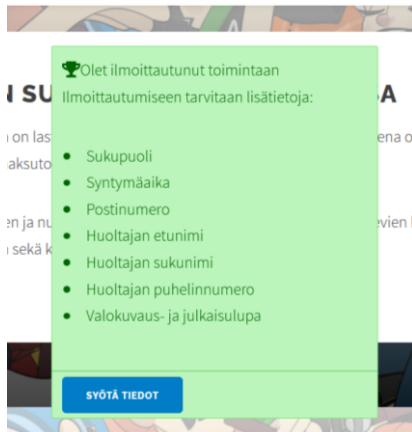 Olet ilmoittautunut toimintaan
Ilmoittautumiseen tarvitaan lisätietoja:
Sukupuoli
Syntymäaika
Postinumero
Huoltajan etunimi
Huoltajan sukunimi
Huoltajan puhelinnumero
Valokuvaus- ja julkaisulupa
SYÖTÄ TIEDOT